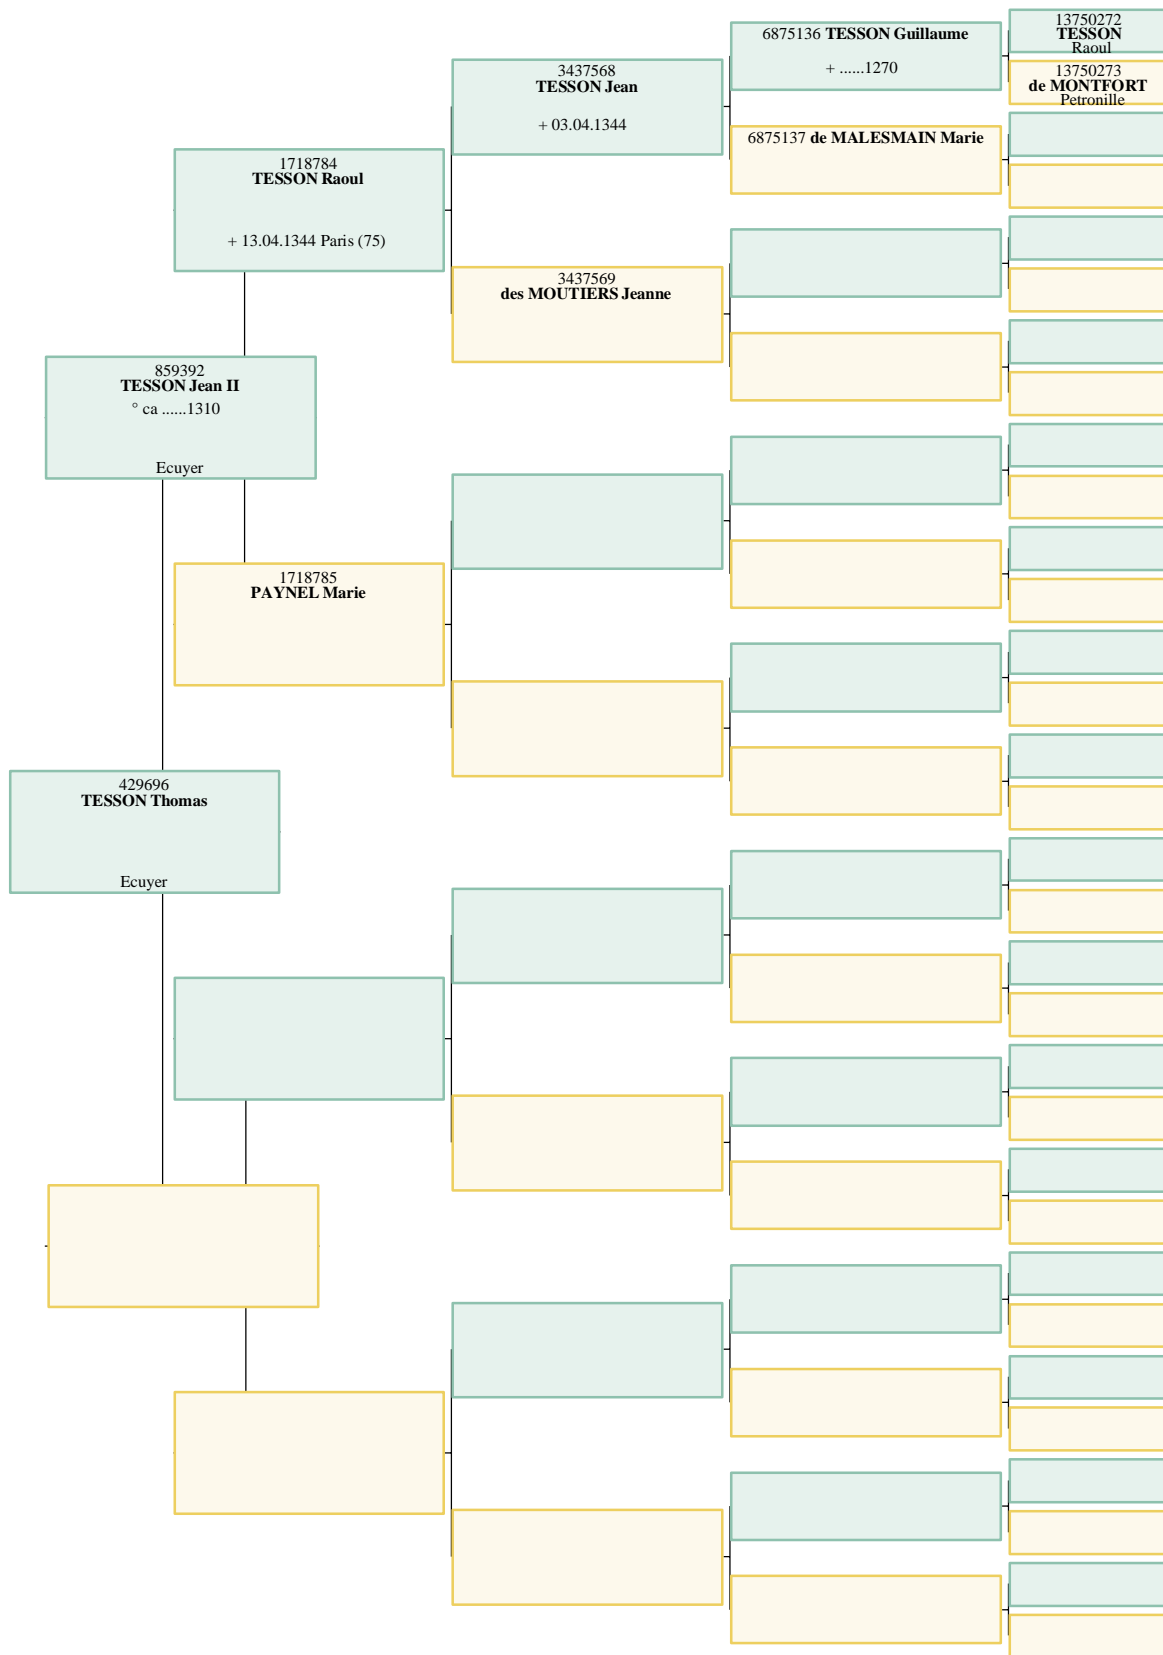 13750272
TESSON
Raoul
13750273
de MONTFORT
Petronille
6875136 TESSON Guillaume
+ ......1270
6875137 de MALESMAIN Marie
3437568
TESSON Jean
+ 03.04.1344
3437569
des MOUTIERS Jeanne
1718784
TESSON Raoul
+ 13.04.1344 Paris (75)
1718785
PAYNEL Marie
859392
TESSON Jean II
° ca ......1310
Ecuyer
429696
TESSON Thomas
Ecuyer